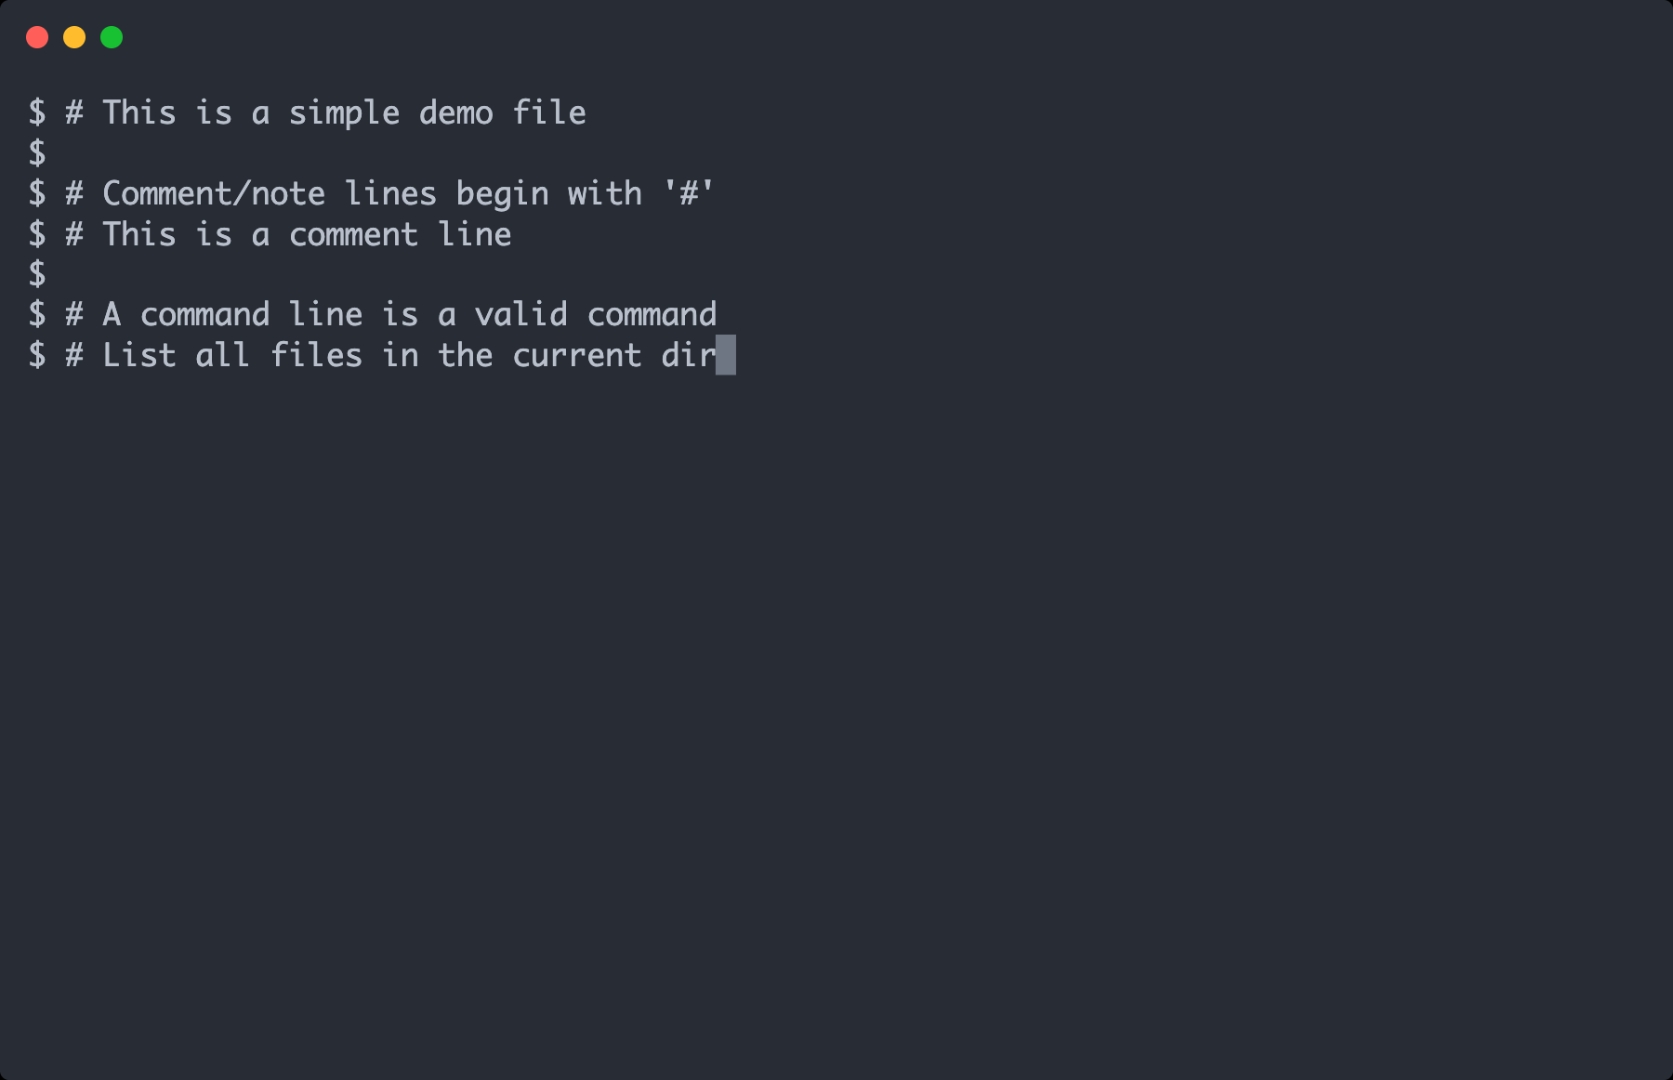 $ # This is a simple demo file
$
$ # Comment/note lines begin with '#'
$ # This is a comment line
$
$ # A command line is a valid command
$ # List all files in the current dir